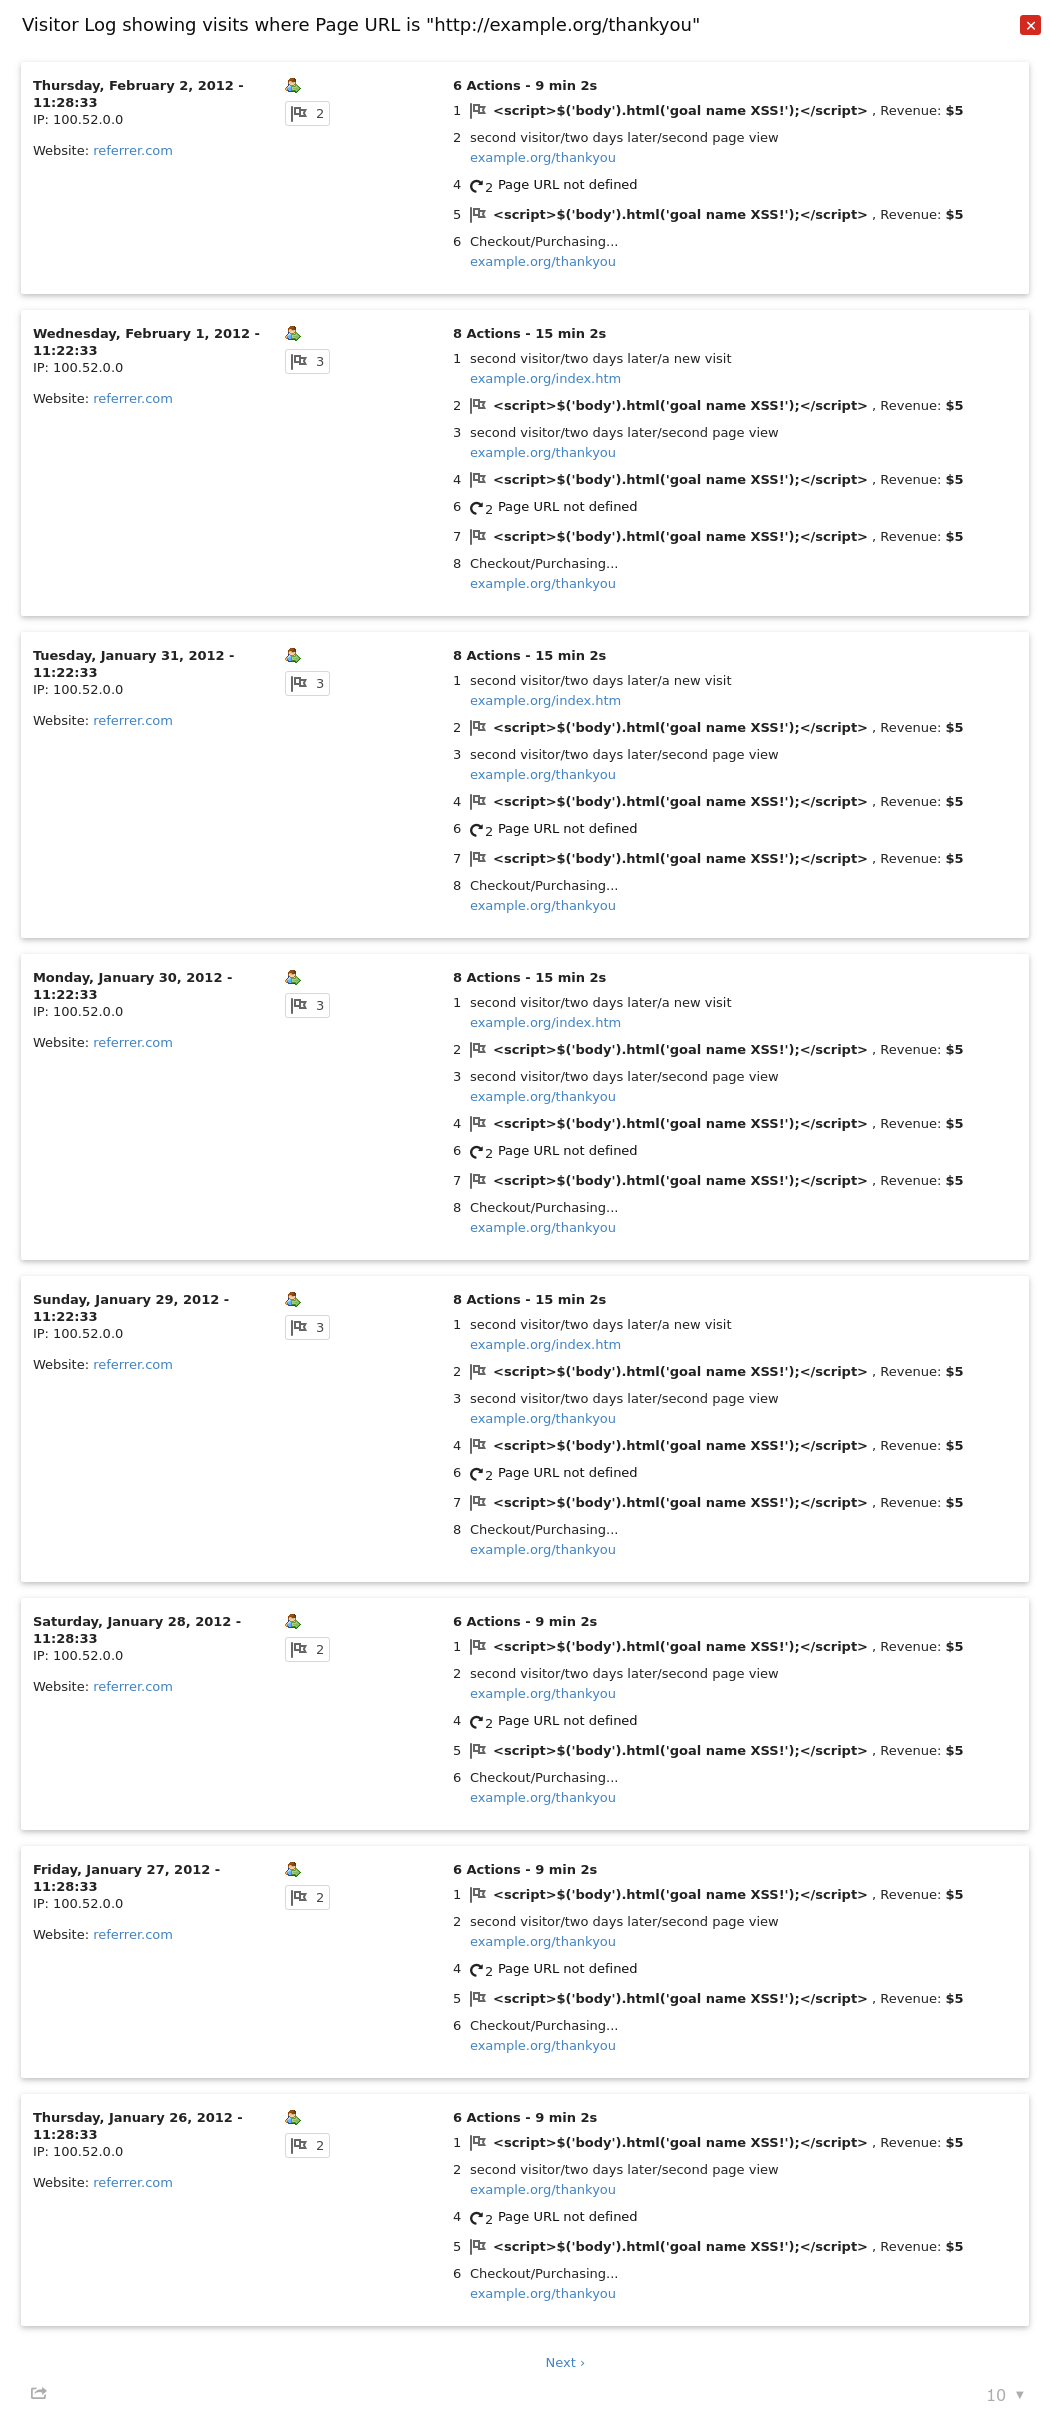 Visitor Log showing visits where Page URL is "http://example.org/thankyou"
Thursday, February 2, 2012 -
11:28:33
IP: 100.52.0.0
Website: referrer.com
2
6 Actions - 9 min 2s
1 <script>$('body').html('goal name XSS!');</script> , Revenue: $5
2 second visitor/two days later/second page view
example.org/thankyou
4 2 Page URL not defined
5 <script>$('body').html('goal name XSS!');</script> , Revenue: $5
6 Checkout/Purchasing...
example.org/thankyou
Wednesday, February 1, 2012 -
11:22:33
IP: 100.52.0.0
Website: referrer.com
3
8 Actions - 15 min 2s
1 second visitor/two days later/a new visit
example.org/index.htm
2 <script>$('body').html('goal name XSS!');</script> , Revenue: $5
3 second visitor/two days later/second page view
example.org/thankyou
4 <script>$('body').html('goal name XSS!');</script> , Revenue: $5
6 2 Page URL not defined
7 <script>$('body').html('goal name XSS!');</script> , Revenue: $5
8 Checkout/Purchasing...
example.org/thankyou
Tuesday, January 31, 2012 -
11:22:33
IP: 100.52.0.0
Website: referrer.com
3
8 Actions - 15 min 2s
1 second visitor/two days later/a new visit
example.org/index.htm
2 <script>$('body').html('goal name XSS!');</script> , Revenue: $5
3 second visitor/two days later/second page view
example.org/thankyou
4 <script>$('body').html('goal name XSS!');</script> , Revenue: $5
6 2 Page URL not defined
7 <script>$('body').html('goal name XSS!');</script> , Revenue: $5
8 Checkout/Purchasing...
example.org/thankyou
Monday, January 30, 2012 -
11:22:33
IP: 100.52.0.0
Website: referrer.com
3
8 Actions - 15 min 2s
1 second visitor/two days later/a new visit
example.org/index.htm
2 <script>$('body').html('goal name XSS!');</script> , Revenue: $5
3 second visitor/two days later/second page view
example.org/thankyou
4 <script>$('body').html('goal name XSS!');</script> , Revenue: $5
6 2 Page URL not defined
7 <script>$('body').html('goal name XSS!');</script> , Revenue: $5
8 Checkout/Purchasing...
example.org/thankyou
Sunday, January 29, 2012 -
11:22:33
IP: 100.52.0.0
Website: referrer.com
3
8 Actions - 15 min 2s
1 second visitor/two days later/a new visit
example.org/index.htm
2 <script>$('body').html('goal name XSS!');</script> , Revenue: $5
3 second visitor/two days later/second page view
example.org/thankyou
4 <script>$('body').html('goal name XSS!');</script> , Revenue: $5
6 2 Page URL not defined
7 <script>$('body').html('goal name XSS!');</script> , Revenue: $5
8 Checkout/Purchasing...
example.org/thankyou
Saturday, January 28, 2012 -
11:28:33
IP: 100.52.0.0
Website: referrer.com
2
6 Actions - 9 min 2s
1 <script>$('body').html('goal name XSS!');</script> , Revenue: $5
2 second visitor/two days later/second page view
example.org/thankyou
4 2 Page URL not defined
5 <script>$('body').html('goal name XSS!');</script> , Revenue: $5
6 Checkout/Purchasing...
example.org/thankyou
Friday, January 27, 2012 -
11:28:33
IP: 100.52.0.0
Website: referrer.com
2
6 Actions - 9 min 2s
1 <script>$('body').html('goal name XSS!');</script> , Revenue: $5
2 second visitor/two days later/second page view
example.org/thankyou
4 2 Page URL not defined
5 <script>$('body').html('goal name XSS!');</script> , Revenue: $5
6 Checkout/Purchasing...
example.org/thankyou
Thursday, January 26, 2012 -
11:28:33
IP: 100.52.0.0
Website: referrer.com
2
6 Actions - 9 min 2s
1 <script>$('body').html('goal name XSS!');</script> , Revenue: $5
2 second visitor/two days later/second page view
example.org/thankyou
4 2 Page URL not defined
5 <script>$('body').html('goal name XSS!');</script> , Revenue: $5
6 Checkout/Purchasing...
example.org/thankyou
Next ›
10